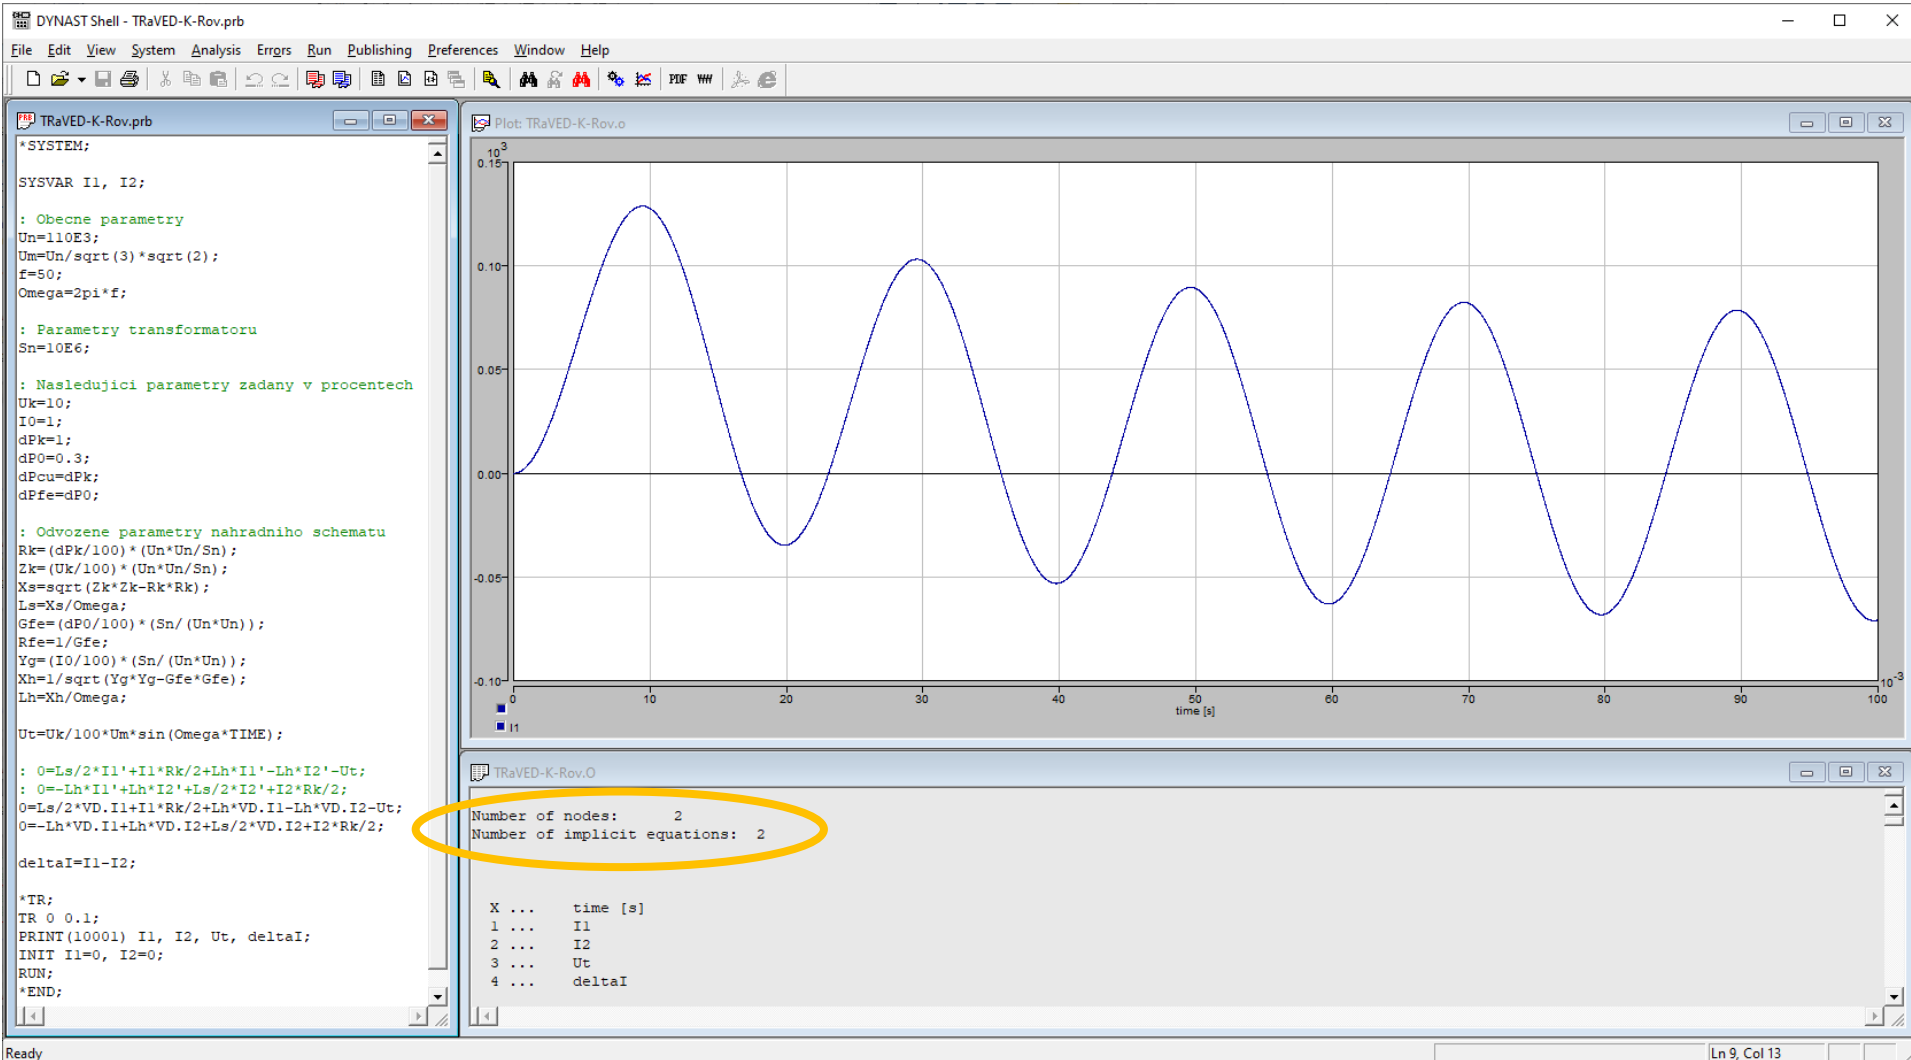 DYNAST Shell - TRaVED-K-Rov.prb
File Edit View System Analysis Errors Run Publishing Preferences Window Help
PDF
TRaVED-K-Rov.prb
*SYSTEM;
SYSVAR I1, I2;
: Obecne parametry
Un=110E3;
Um=Un/sqrt(3)*sqrt(2);
f=50;
Omega=2pi*f;
: Parametry transformatoru
Sn=10E6;
: Nasledujici parametry zadany v procentech
Uk=10;
I0=1;
dPk=1;
dP0=0.3;
dPcu=dPk;
dPfe=dP0;
: Odvozene parametry nahradniho schematu
Rk=(dPk/100)*(Un*Un/Sn);
Zk=(Uk/100)*(Un*Un/Sn);
Xs=sqrt(Zk*Zk-Rk*Rk);
Ls=Xs/Omega;
Gfe=(dP0/100)*(Sn/(Un*Un));
Rfe=1/Gfe;
Yg=(I0/100)*(Sn/(Un*Un));
Xh=1/sqrt(Yg*Yg-Gfe*Gfe);
Lh=Xh/Omega;
Ut=Uk/100*Um*sin(Omega*TIME);
: 0=Ls/2*I1'+I1*Rk/2+Lh*I1'-Lh*I2'-Ut;
: 0=-Lh*I1'+Lh*I2'+Ls/2*I2'+I2*Rk/2;
0=Ls/2*VD.I1+I1*Rk/2+Lh*VD.I1-Lh*VD.I2-Ut;
0=-Lh*VD.I1+Lh*VD.I2+Ls/2*VD.I2+I2*Rk/2;
deltaI=I1-I2;
*TR;
TR 0 0.1;
PRINT(10001) I1, I2, Ut, deltaI;
INIT I1=0, I2=0;
RUN;
*END;
Plot: TRaVED-K-Rov.o
10^3
0.15
0.10
0.05
0.00
-0.05
-0.10
0 10 20 30 40 50 60 70 80 90 100
10^-3
time [s]
I1
TRaVED-K-Rov.O
Number of nodes: 2
Number of implicit equations: 2
X ... time [s]
1 ... I1
2 ... I2
3 ... Ut
4 ... deltaI
Ready
Ln 9, Col 13